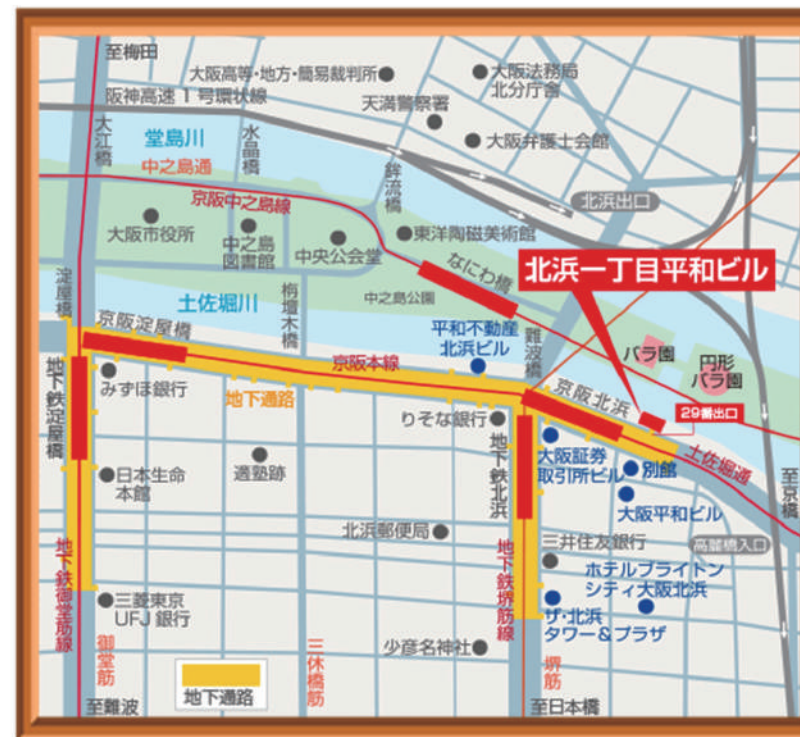 至梅田
大阪高等・地方・簡易裁判所
大阪法務局
北分庁舎
阪神高速1号環状線
天満警察署
大江橋
堂島川
水晶橋
大阪弁護士会館
中之島通
鉾流橋
京阪中之島線
北浜出口
大阪市役所
中之島
図書館
中央公会堂
東洋陶磁美術館
なにわ橋
北浜一丁目平和ビル
淀屋橋
土佐堀川
栴壇木橋
中之島公園
京阪淀屋橋
平和不動産
北浜ビル
難波橋
バラ園
円形
バラ園
京阪本線
地下鉄淀屋橋
みずほ銀行
地下通路
京阪北浜
29番出口
りそな銀行
地下鉄北浜
土佐堀通
大阪証券
取引所ビル
別館
日本生命
本館
適塾跡
至京橋
大阪平和ビル
北浜郵便局
三井住友銀行
高麗橋入口
地下鉄御堂筋線
地下鉄堺筋線
ホテルブライトン
シティ大阪北浜
三菱東京
UFJ銀行
ザ・北浜
タワー&プラザ
御堂筋
三休橋筋
少彦名神社
堺筋
地下通路
至難波
至日本橋